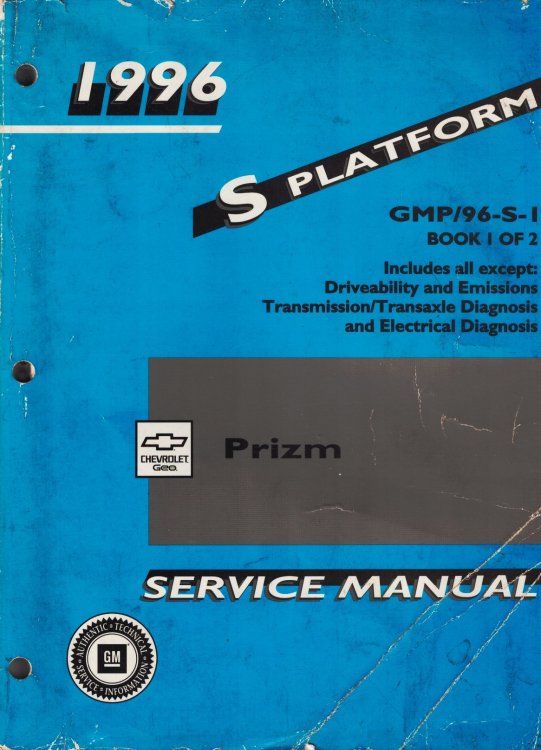 1996
S PLATFORM
GMP/96-S-1
BOOK 1 OF 2
Includes all except:
Driveability and Emissions
Transmission/Transaxle Diagnosis
and Electrical Diagnosis
CHEVROLET
Geo
Prizm
SERVICE MANUAL
AUTHENTIC • TECHNICAL
SERVICE • INFORMATION
GM